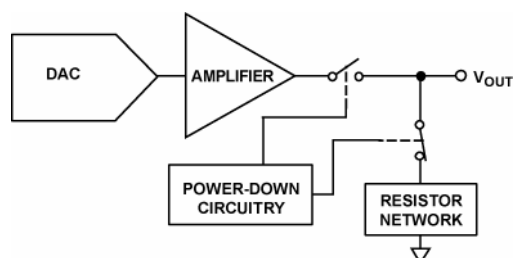 DAC
AMPLIFIER
VOUT
POWER-DOWN
CIRCUITRY
RESISTOR
NETWORK